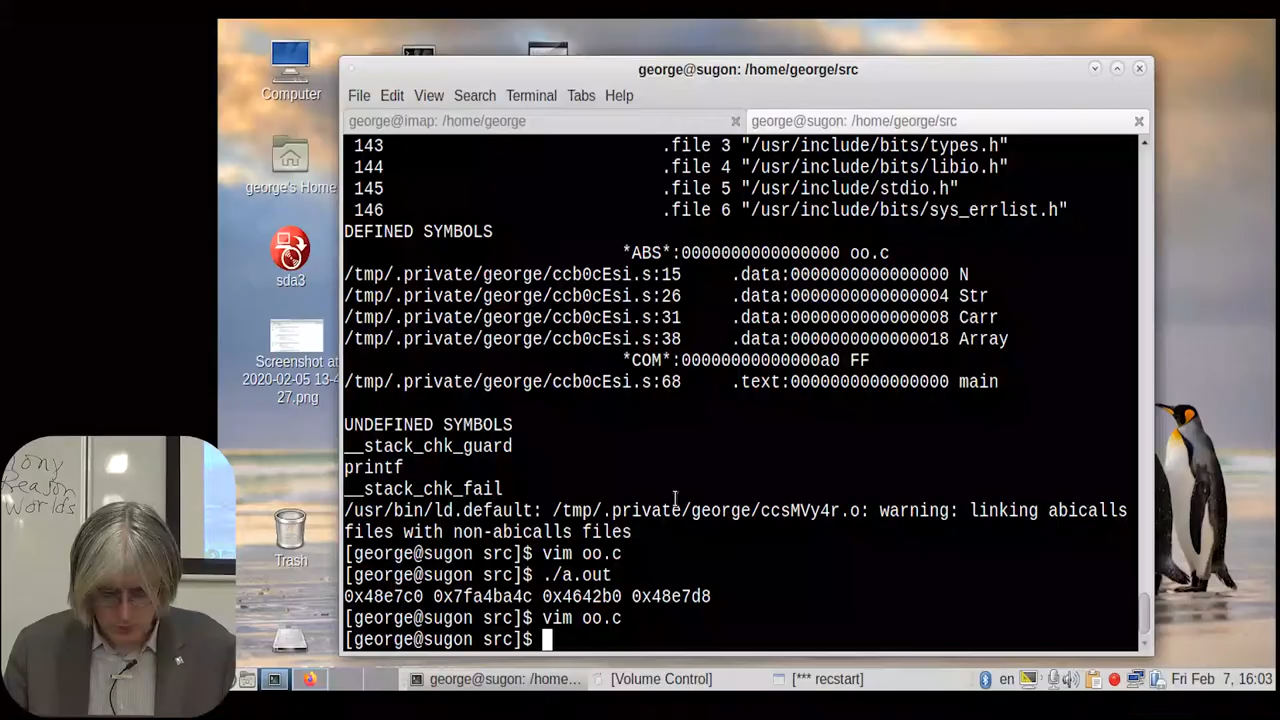 Computer
george's Home
sda3
Screenshot at
2020-02-05 13-4
27.png
Trash
george@sugon: /home/george/src
File Edit View Search Terminal Tabs Help
george@imap: /home/george
george@sugon: /home/george/src
143 .file 3 "/usr/include/bits/types.h"
144 .file 4 "/usr/include/bits/libio.h"
145 .file 5 "/usr/include/stdio.h"
146 .file 6 "/usr/include/bits/sys_errlist.h"
DEFINED SYMBOLS
*ABS*:0000000000000000 oo.c
/tmp/.private/george/ccb0cEsi.s:15 .data:0000000000000000 N
/tmp/.private/george/ccb0cEsi.s:26 .data:0000000000000004 Str
/tmp/.private/george/ccb0cEsi.s:31 .data:0000000000000008 Carr
/tmp/.private/george/ccb0cEsi.s:38 .data:0000000000000018 Array
*COM*:00000000000000a0 FF
/tmp/.private/george/ccb0cEsi.s:68 .text:0000000000000000 main
UNDEFINED SYMBOLS
__stack_chk_guard
printf
__stack_chk_fail
/usr/bin/ld.default: /tmp/.private/george/ccsMVy4r.o: warning: linking abicalls
files with non-abicalls files
[george@sugon src]$ vim oo.c
[george@sugon src]$ ./a.out
0x48e7c0 0x7fa4ba4c 0x4642b0 0x48e7d8
[george@sugon src]$ vim oo.c
[george@sugon src]$
Reason
Worlds
george@sugon: /home... [Volume Control] [*** recstart] en Fri Feb 7, 16:03